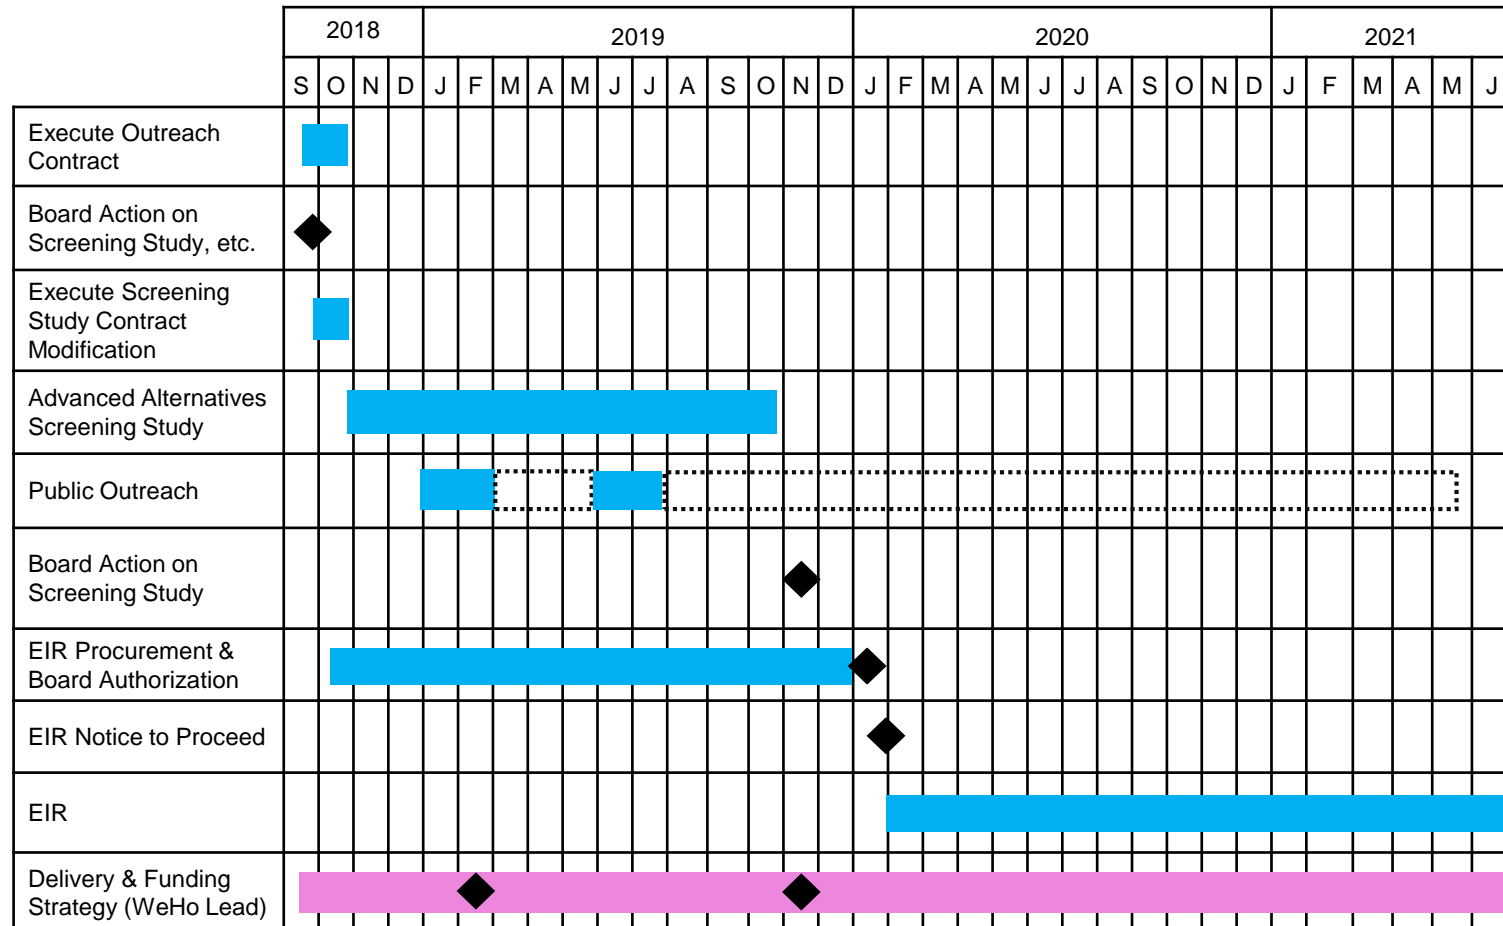 2018 2019 2020 2021
S O N D J F M A M J J A S O N D J F M A M J J A S O N D J F M A M J
Execute Outreach
Contract
Board Action on
Screening Study, etc.
Execute Screening
Study Contract
Modification
Advanced Alternatives
Screening Study
Public Outreach
Board Action on
Screening Study
EIR Procurement &
Board Authorization
EIR Notice to Proceed
EIR
Delivery & Funding
Strategy (WeHo Lead)